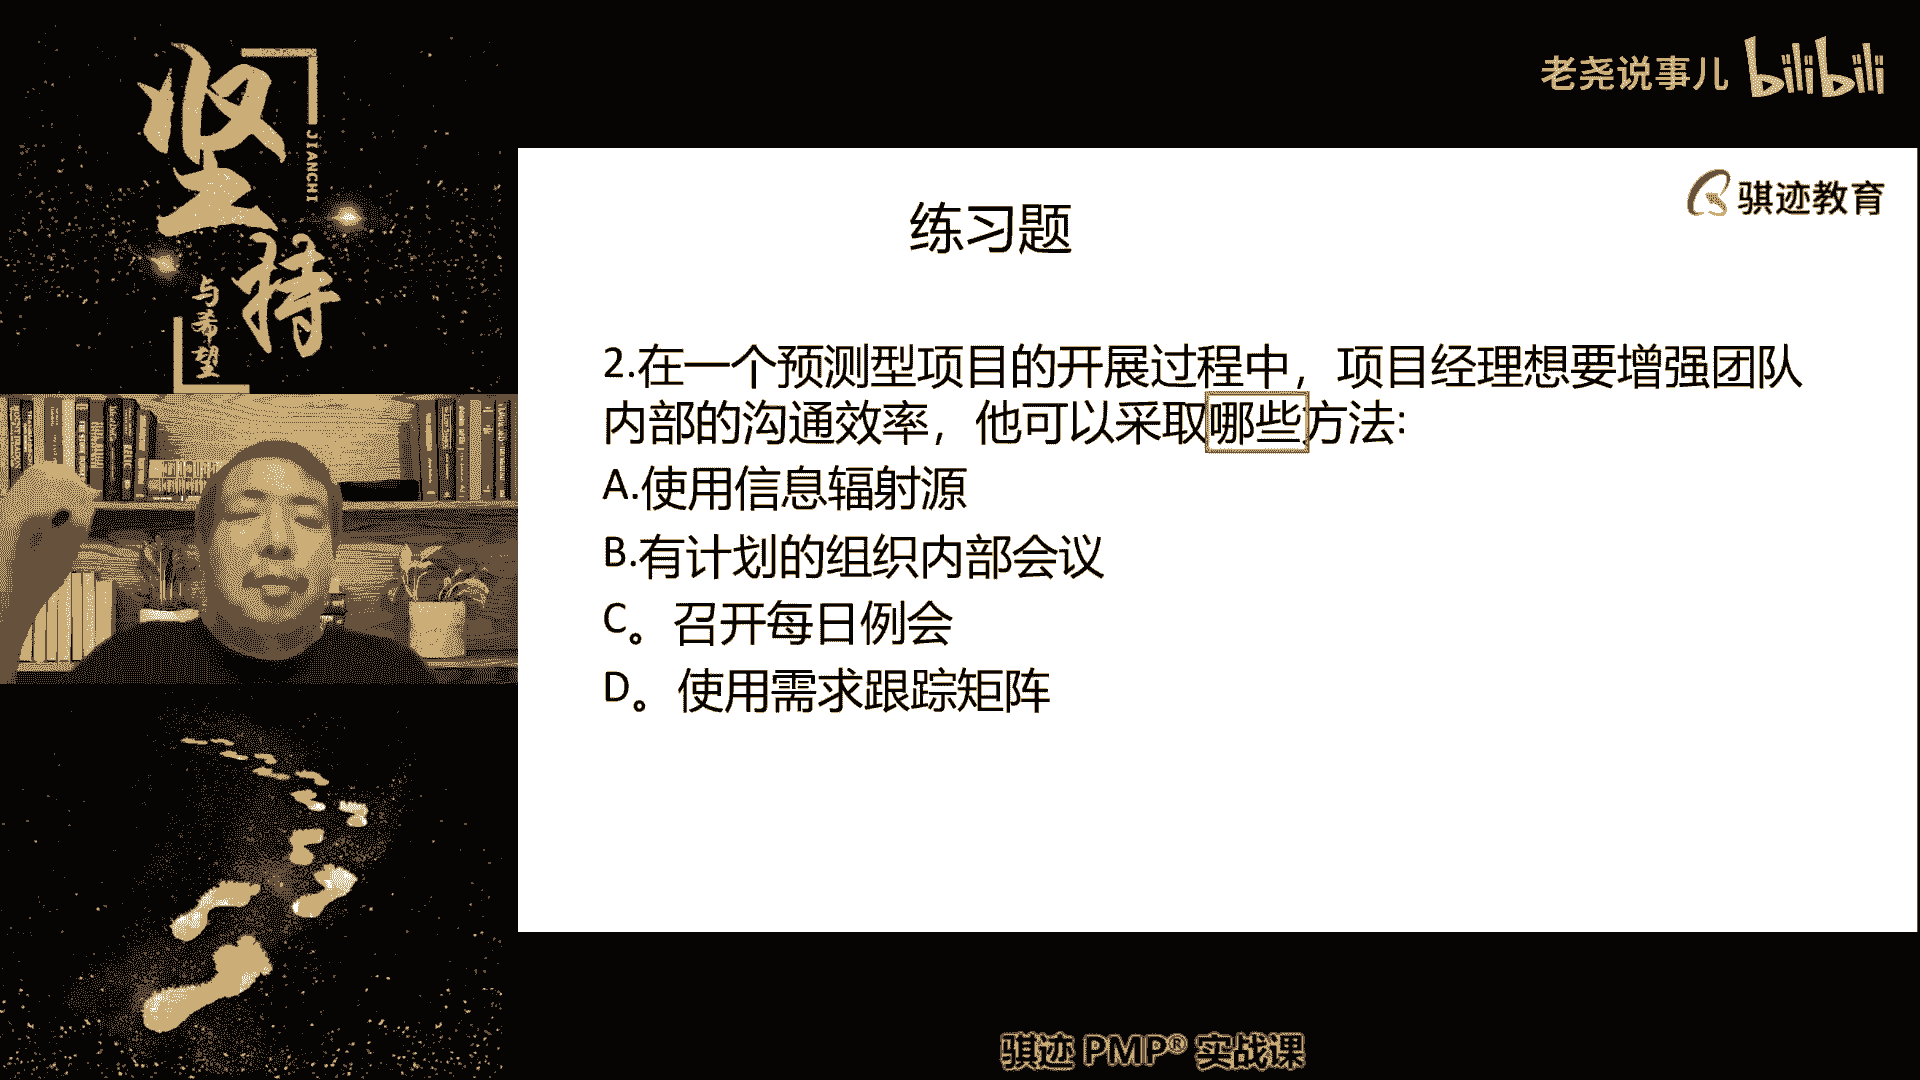 坚持
JIANCHI
与希望
老尧说事儿 bilibili
骐迹教育
练习题
2.在一个预测型项目的开展过程中，项目经理想要增强团队
内部的沟通效率，他可以采取哪些方法:
A.使用信息辐射源
B.有计划的组织内部会议
C。召开每日例会
D。使用需求跟踪矩阵
骐迹 PMP® 实战课